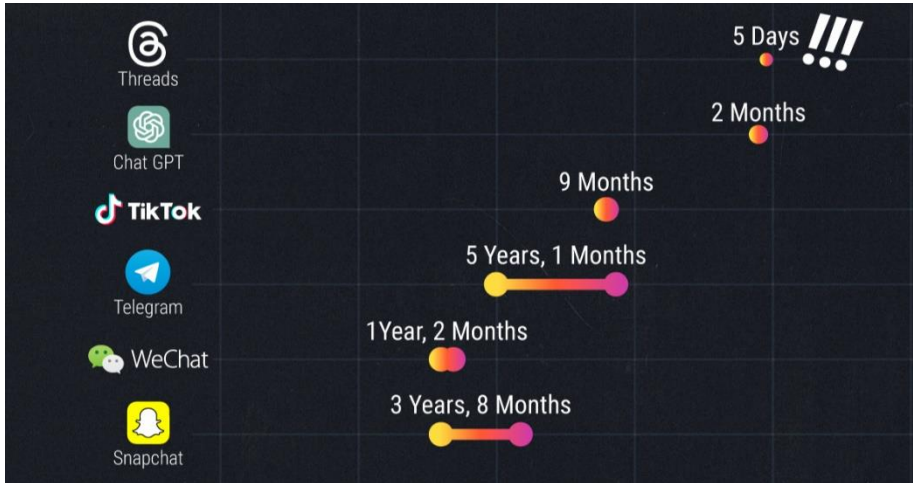 5 Days !!!
Threads
2 Months
Chat GPT
9 Months
TikTok
5 Years, 1 Months
Telegram
1Year, 2 Months
WeChat
3 Years, 8 Months
Snapchat